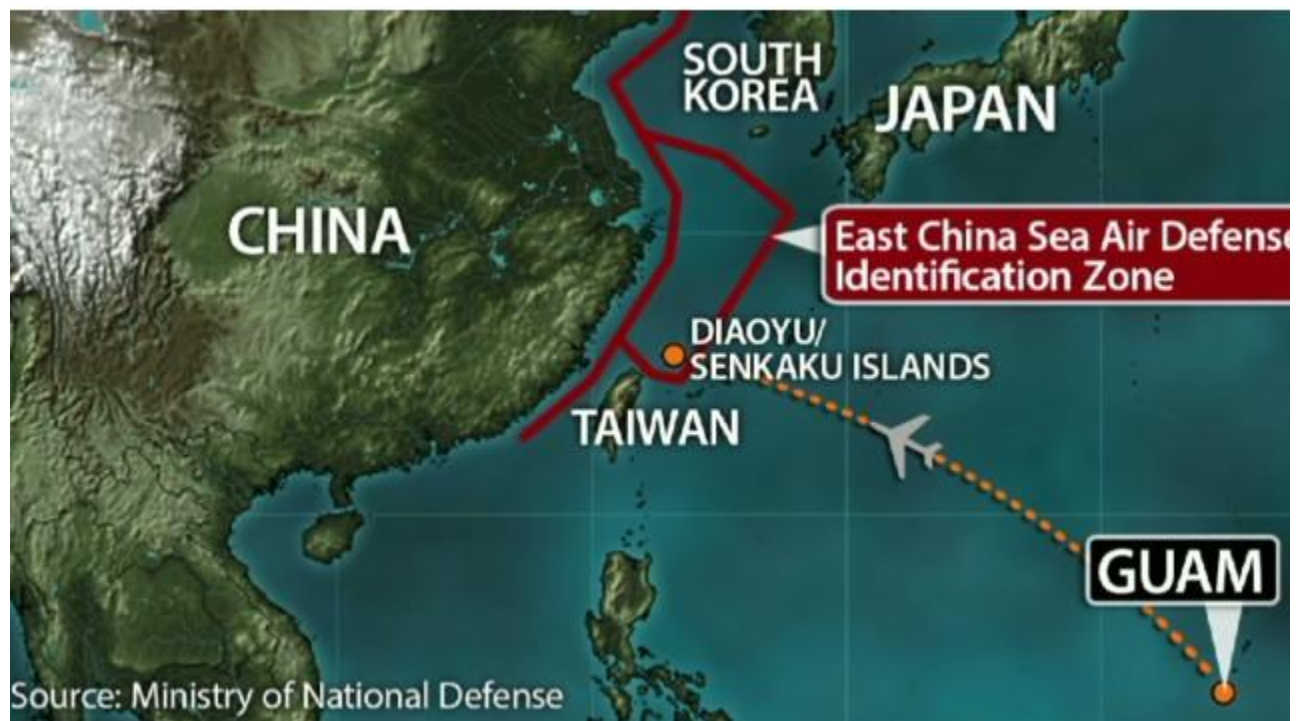 SOUTH
KOREA
JAPAN
CHINA
East China Sea Air Defense
Identification Zone
DIAOYU/
SENKAKU ISLANDS
TAIWAN
GUAM
Source: Ministry of National Defense